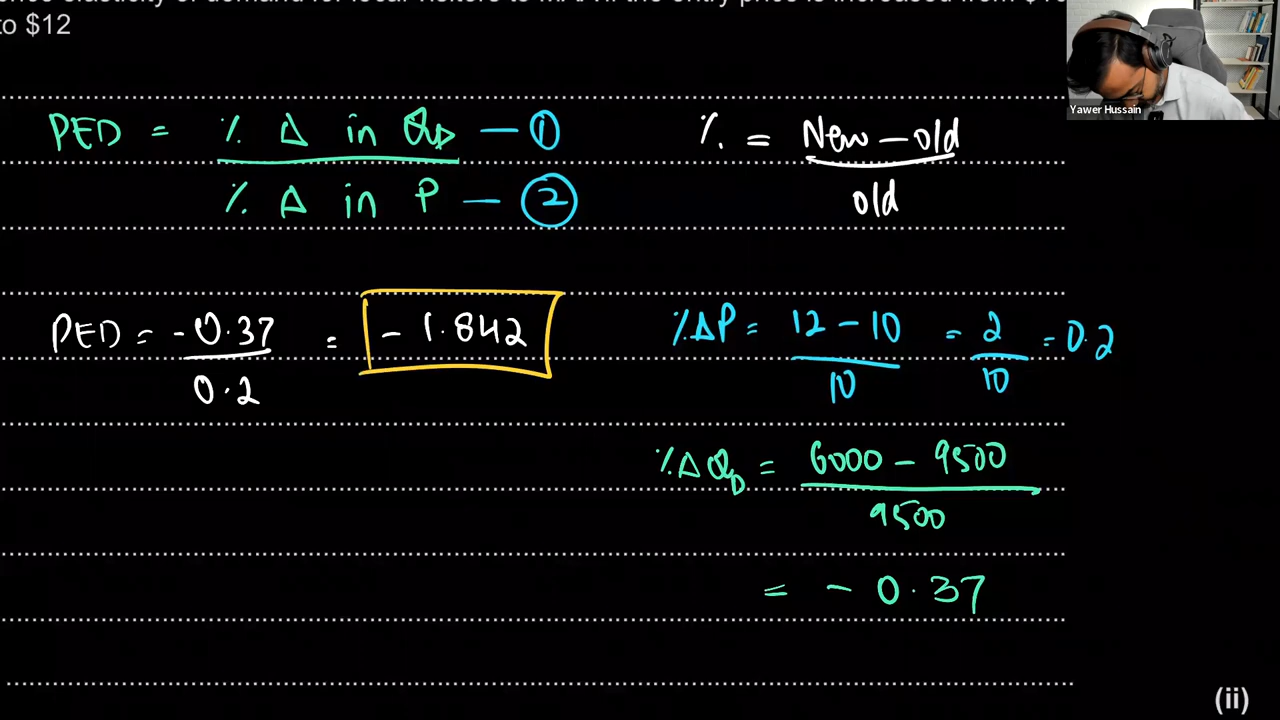 to $12
Yawer Hussain
PED = % Δ in QD — 1
% Δ in P — 2
% = New - old
old
PED = -0.37 = -1.842
0.2
%ΔP = 12 - 10 = 2 = 0.2
10 10
%ΔQD = 6000 - 9500
9500
= - 0.37
(ii)